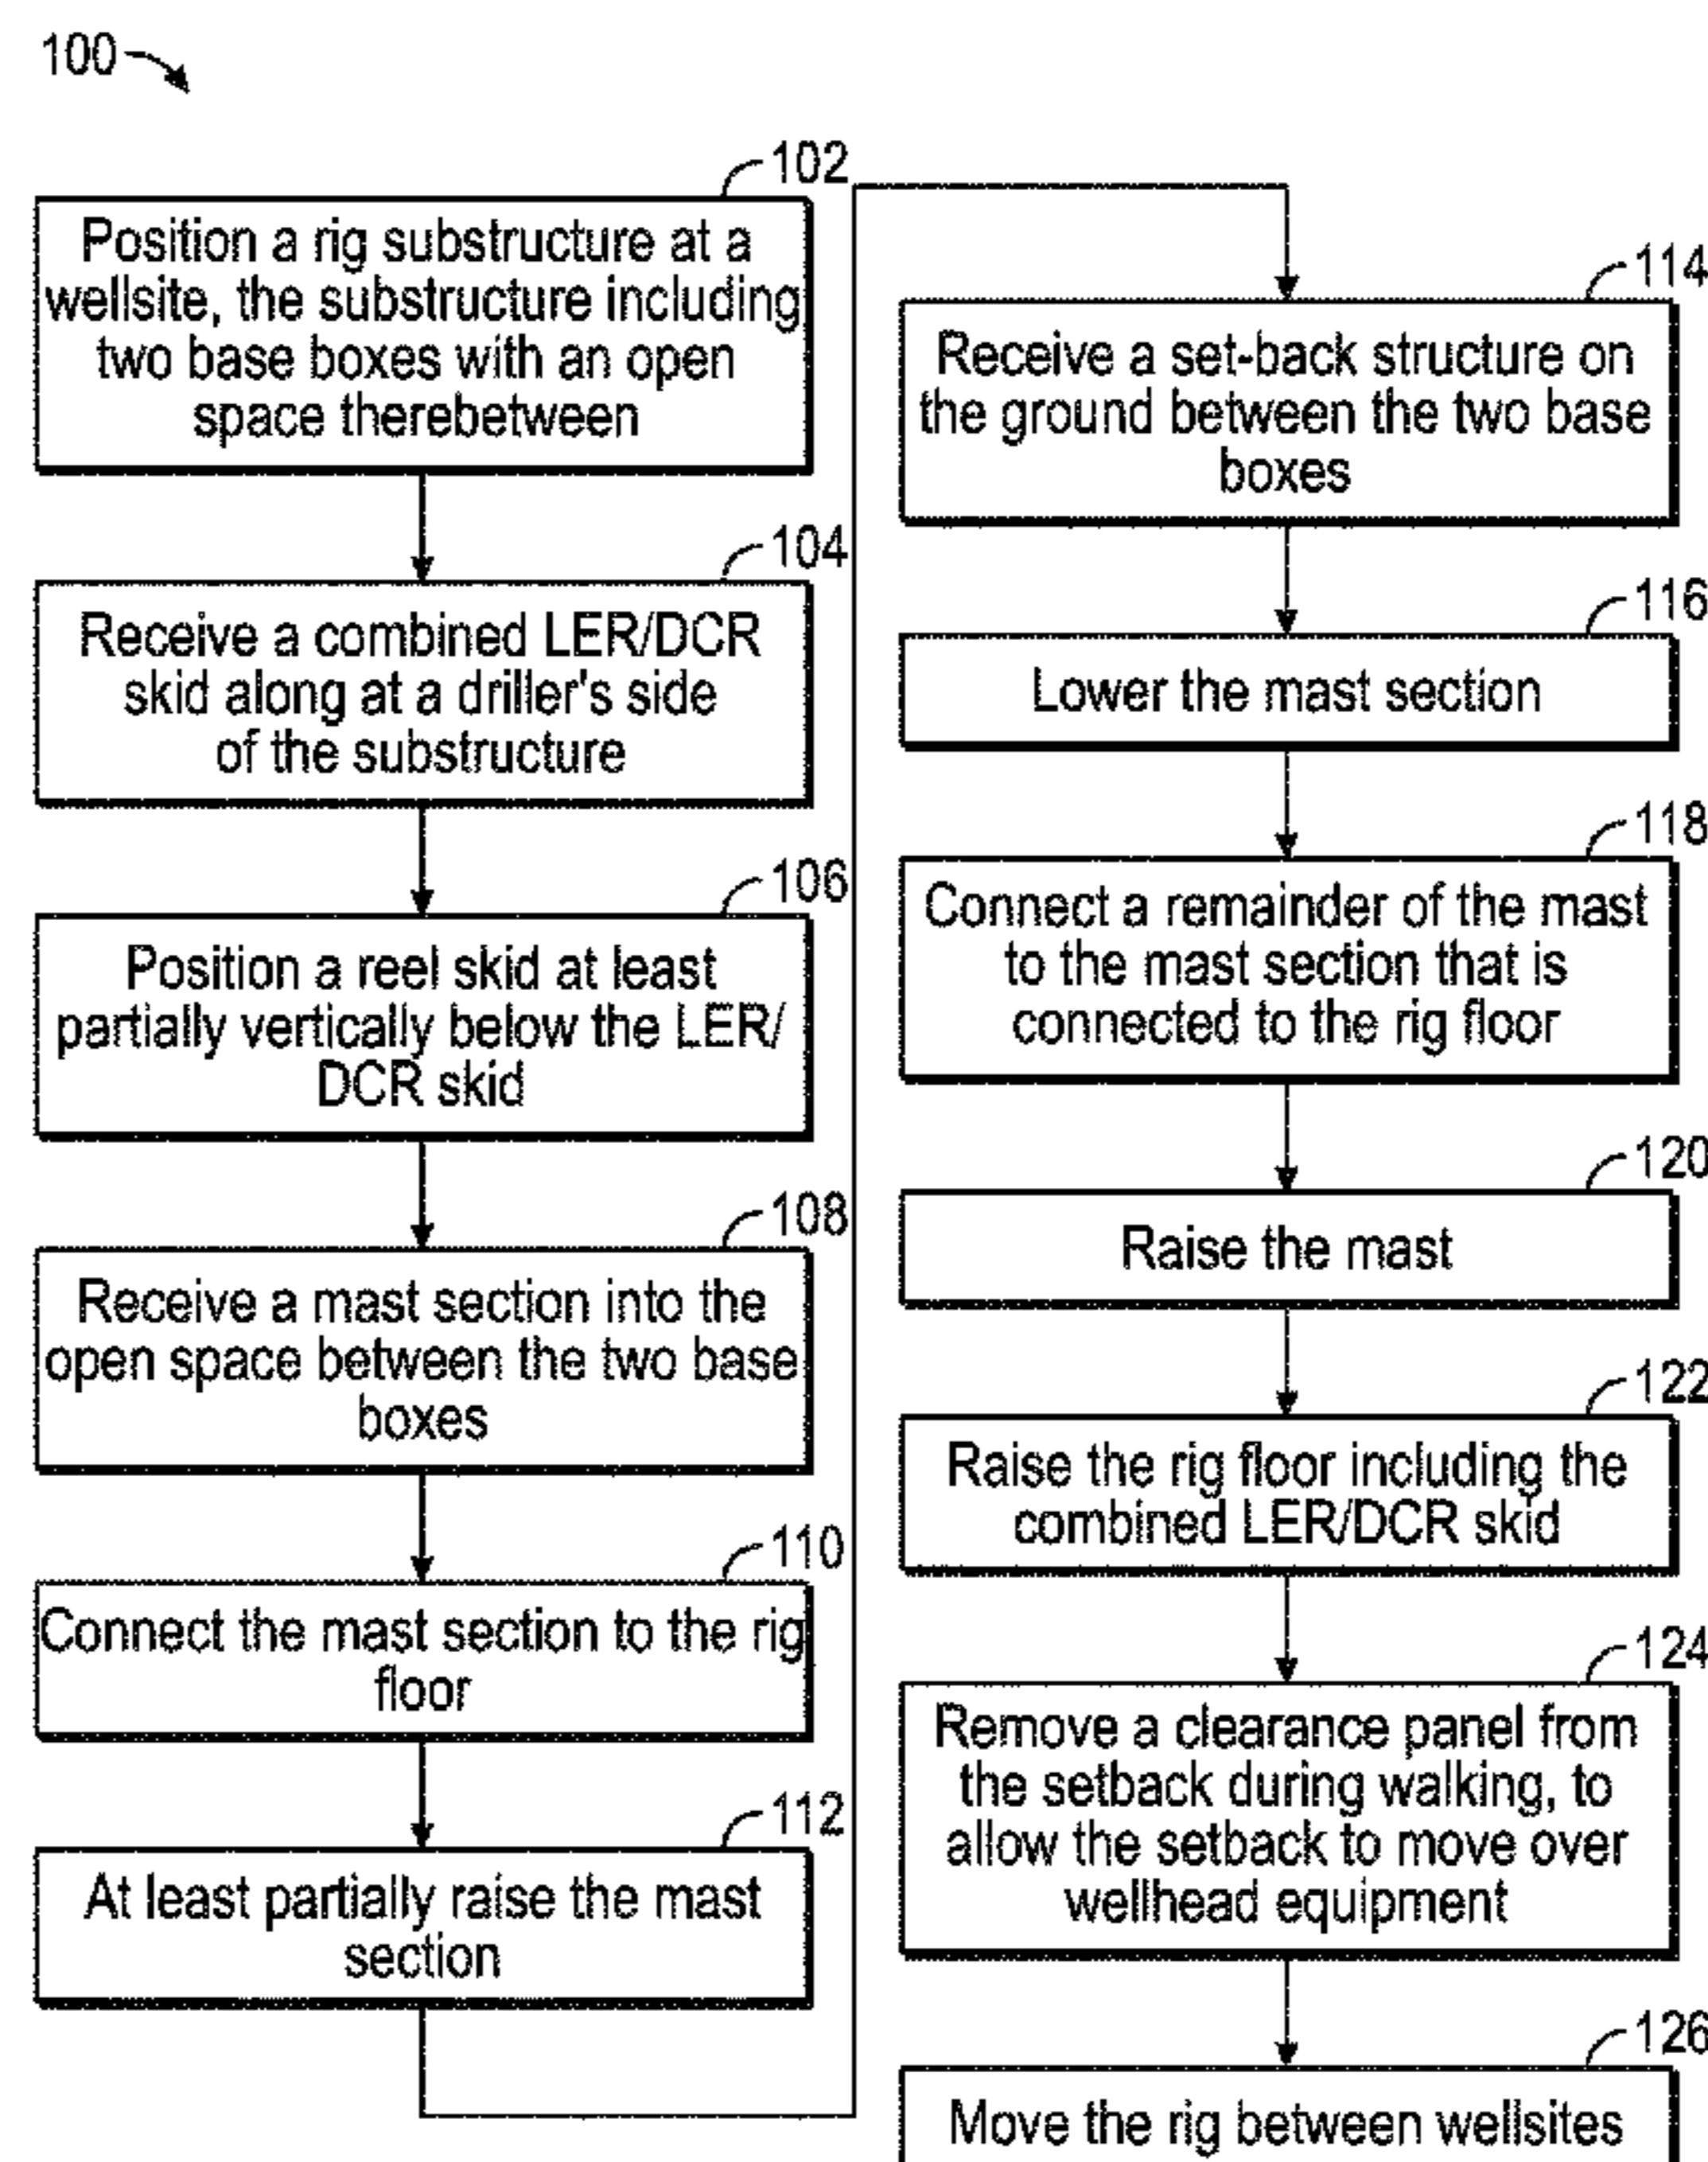 100
102
Position a rig substructure at a
wellsite, the substructure including
two base boxes with an open
space therebetween
104
Receive a combined LER/DCR
skid along at a driller's side
of the substructure
106
Position a reel skid at least
partially vertically below the LER/
DCR skid
108
Receive a mast section into the
open space between the two base
boxes
110
Connect the mast section to the rig
floor
112
At least partially raise the mast
section
114
Receive a set-back structure on
the ground between the two base
boxes
116
Lower the mast section
118
Connect a remainder of the mast
to the mast section that is
connected to the rig floor
120
Raise the mast
122
Raise the rig floor including the
combined LER/DCR skid
124
Remove a clearance panel from
the setback during walking, to
allow the setback to move over
wellhead equipment
126
Move the rig between wellsites